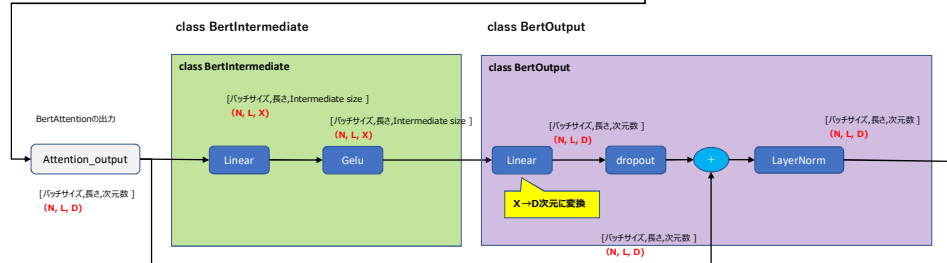 class BertIntermediate
class BertOutput
class BertIntermediate
class BertOutput
[バッチサイズ,長さ,Intermediate size ]
(N, L, X)
[バッチサイズ,長さ,Intermediate size ]
(N, L, X)
[バッチサイズ,長さ,次元数 ]
(N, L, D)
[バッチサイズ,長さ,次元数 ]
(N, L, D)
BertAttentionの出力
Attention_output
Linear
Gelu
Linear
dropout
+
LayerNorm
[バッチサイズ,長さ,次元数 ]
(N, L, D)
X→D次元に変換
[バッチサイズ,長さ,次元数 ]
(N, L, D)